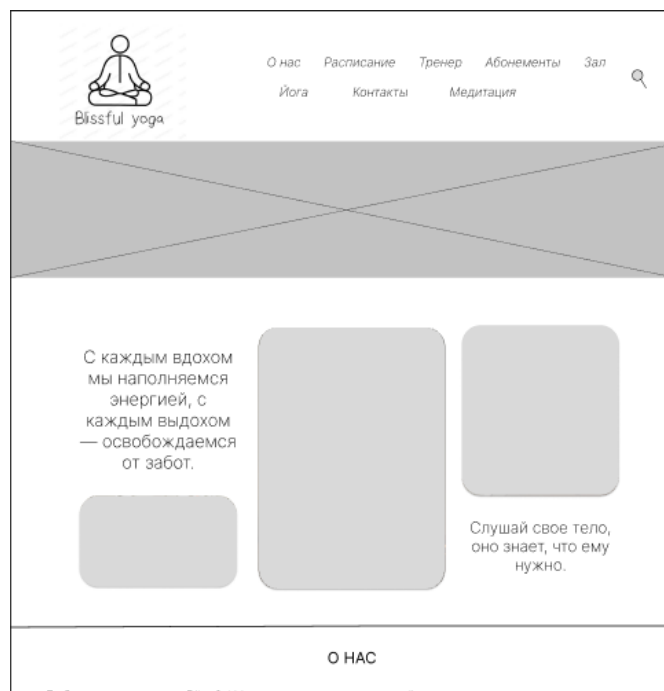 Blissful yoga
О нас Расписание Тренер Абонементы Зал
Йога Контакты Медитация
С каждым вдохом
мы наполняемся
энергией, с
каждым выдохом
— освобождаемся
от забот.
Слушай свое тело,
оно знает, что ему
нужно.
О НАС